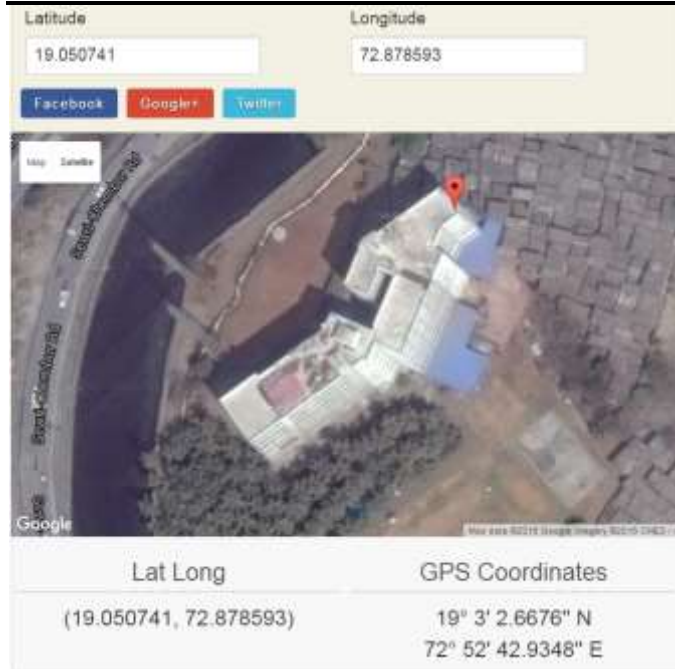 Latitude Longitude
19.050741 72.878593
Facebook Google+ Twitter
Map Satellite
Google
Lat Long GPS Coordinates
(19.050741, 72.878593) 19° 3' 2.6676" N
72° 52' 42.9348" E